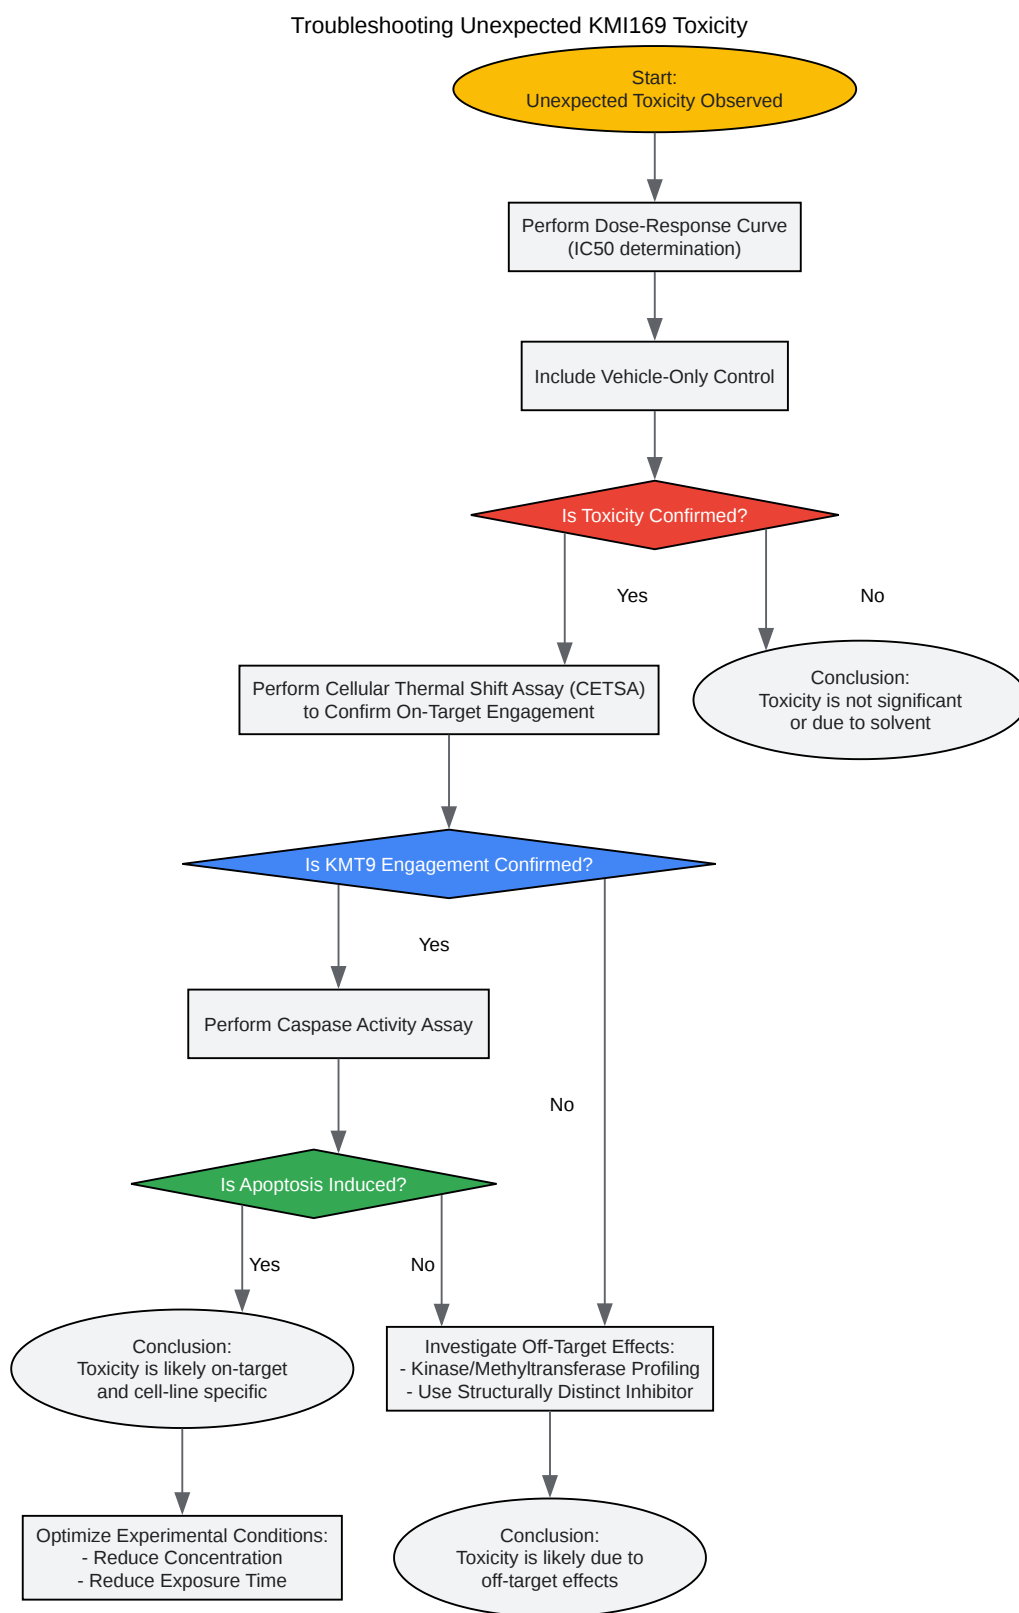 Troubleshooting Unexpected KMI169 Toxicity
Start:
Unexpected Toxicity Observed
Perform Dose-Response Curve
(IC50 determination)
Include Vehicle-Only Control
Is Toxicity Confirmed?
Yes
No
Perform Cellular Thermal Shift Assay (CETSA)
to Confirm On-Target Engagement
Conclusion:
Toxicity is not significant
or due to solvent
Is KMT9 Engagement Confirmed?
Yes
Perform Caspase Activity Assay
No
Is Apoptosis Induced?
Yes
No
Conclusion:
Toxicity is likely on-target
and cell-line specific
Investigate Off-Target Effects:
- Kinase/Methyltransferase Profiling
- Use Structurally Distinct Inhibitor
Optimize Experimental Conditions:
- Reduce Concentration
- Reduce Exposure Time
Conclusion:
Toxicity is likely due to
off-target effects